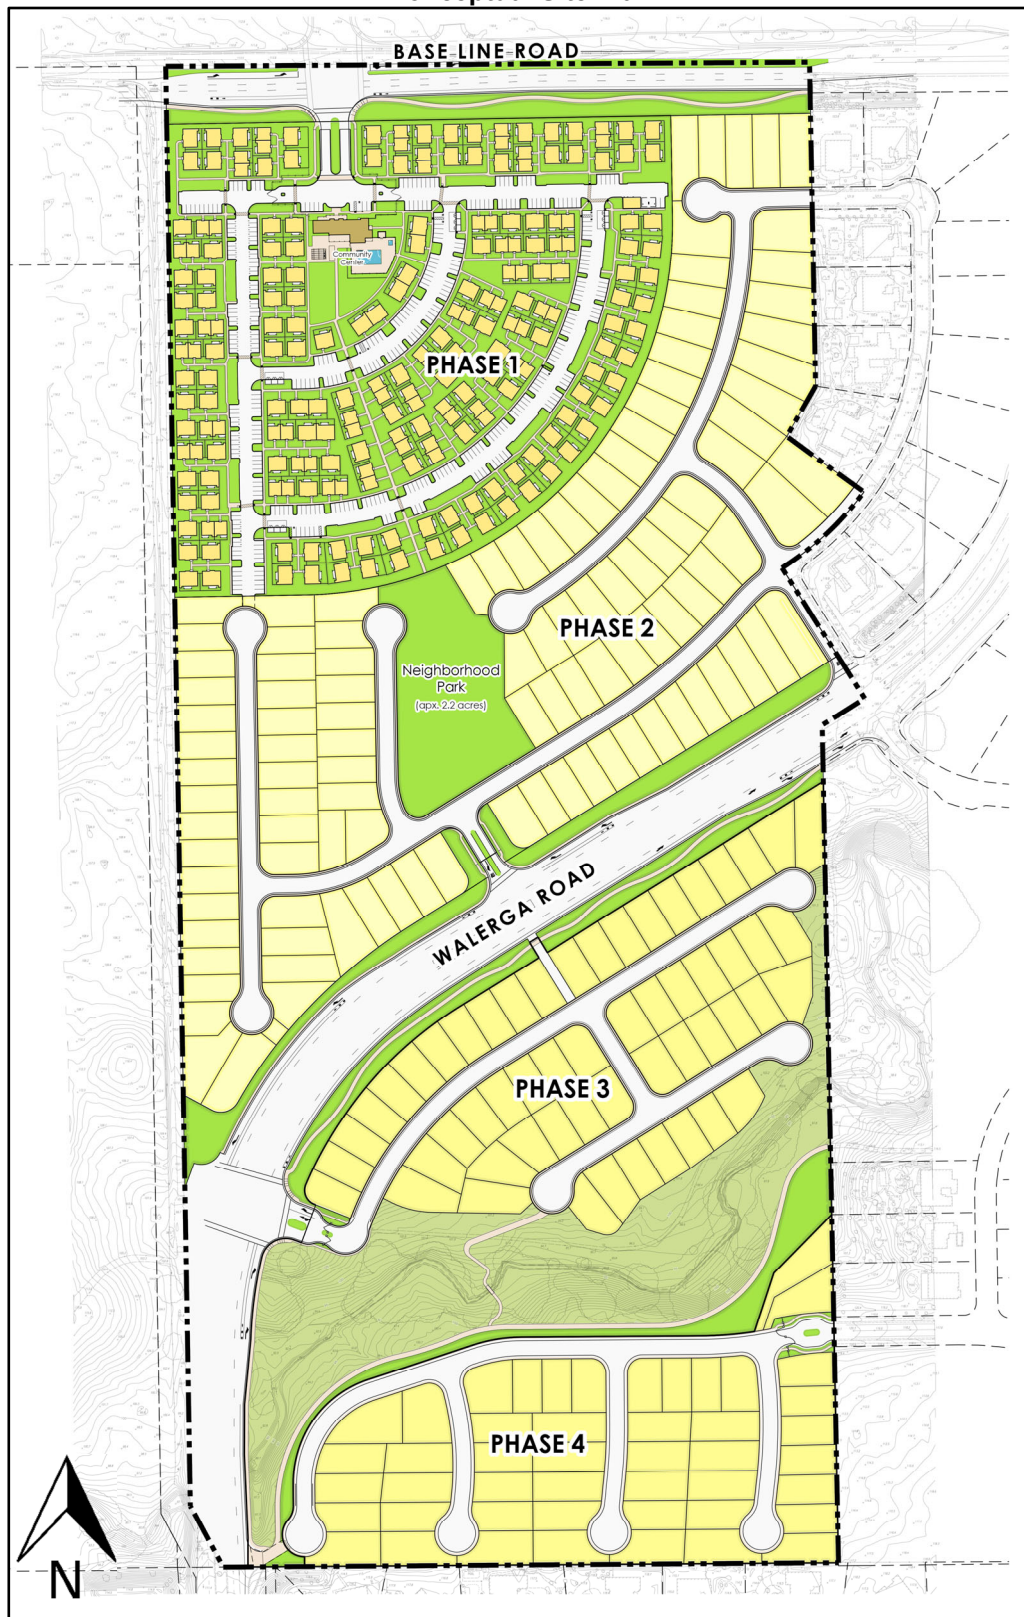 BASE LINE ROAD
Community
Center
PHASE 1
PHASE 2
Neighborhood
Park
(apx. 2.2 acres)
WALERGA ROAD
PHASE 3
PHASE 4
N